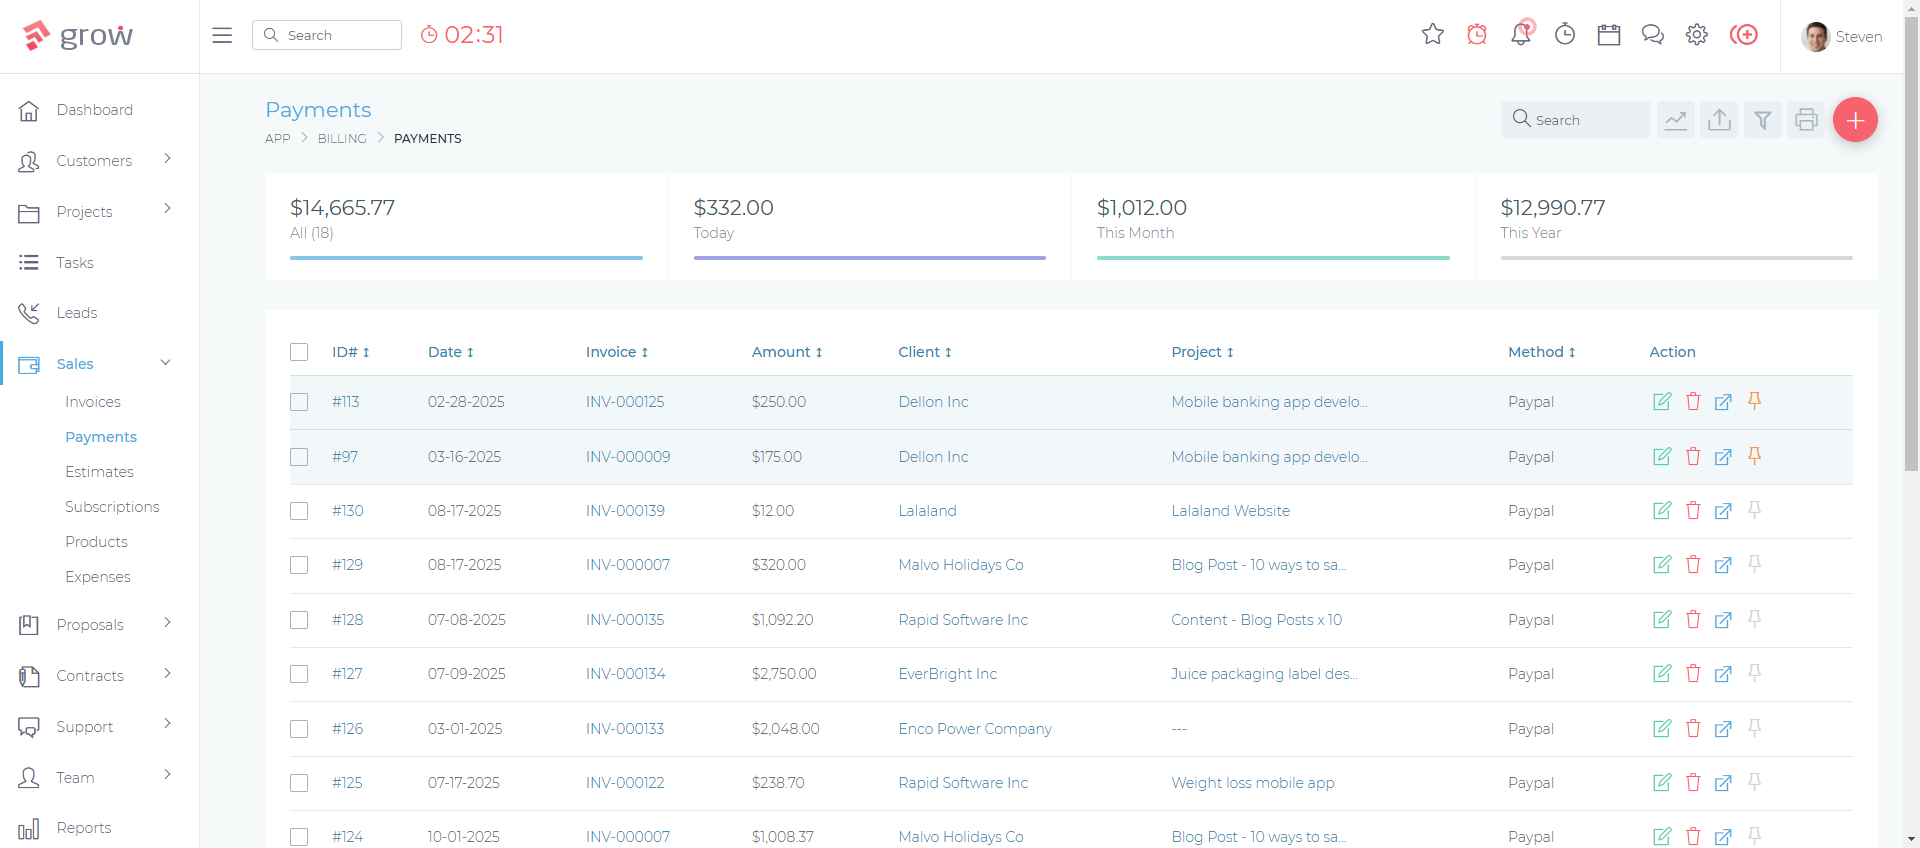 grow
Search
02:31
Steven
Dashboard
Customers
Projects
Tasks
Leads
Sales
Invoices
Payments
Estimates
Subscriptions
Products
Expenses
Proposals
Contracts
Support
Team
Reports
Payments
APP > BILLING > PAYMENTS
Search
$14,665.77
All (18)
$332.00
Today
$1,012.00
This Month
$12,990.77
This Year
ID# Date Invoice Amount Client Project Method Action
#113 02-28-2025 INV-000125 $250.00 Dellon Inc Mobile banking app develo... Paypal
#97 03-16-2025 INV-000009 $175.00 Dellon Inc Mobile banking app develo... Paypal
#130 08-17-2025 INV-000139 $12.00 Lalaland Lalaland Website Paypal
#129 08-17-2025 INV-000007 $320.00 Malvo Holidays Co Blog Post - 10 ways to sa... Paypal
#128 07-08-2025 INV-000135 $1,092.20 Rapid Software Inc Content - Blog Posts x 10 Paypal
#127 07-09-2025 INV-000134 $2,750.00 EverBright Inc Juice packaging label des... Paypal
#126 03-01-2025 INV-000133 $2,048.00 Enco Power Company --- Paypal
#125 07-17-2025 INV-000122 $238.70 Rapid Software Inc Weight loss mobile app Paypal
#124 10-01-2025 INV-000007 $1,008.37 Malvo Holidays Co Blog Post - 10 ways to sa... Paypal